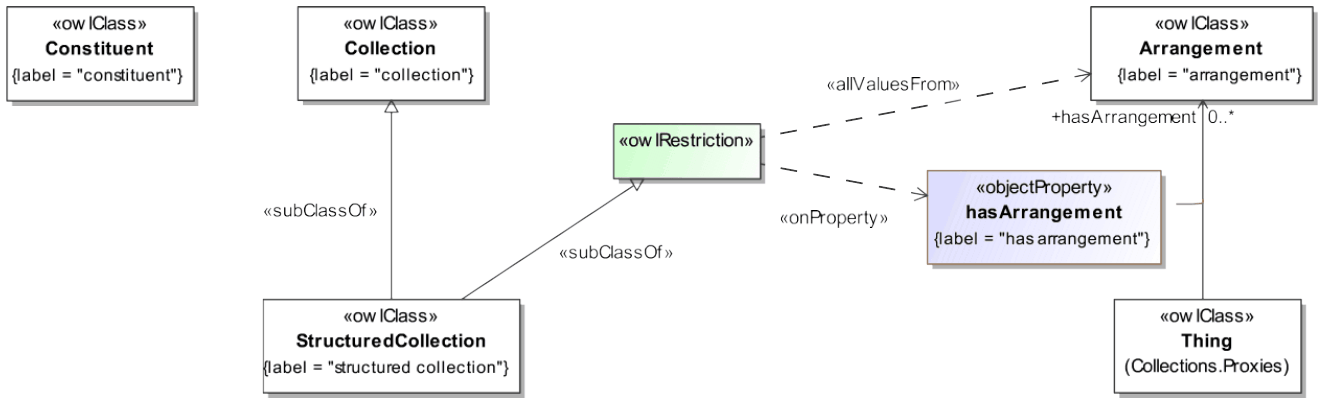 «owlClass»
Constituent
{label = "constituent"}
«owlClass»
Collection
{label = "collection"}
«owlClass»
Arrangement
{label = "arrangement"}
«allValuesFrom»
+hasArrangement 0..*
«owlRestriction»
«objectProperty»
hasArrangement
{label = "has arrangement"}
«onProperty»
«subClassOf»
«subClassOf»
«owlClass»
StructuredCollection
{label = "structured collection"}
«owlClass»
Thing
(Collections.Proxies)